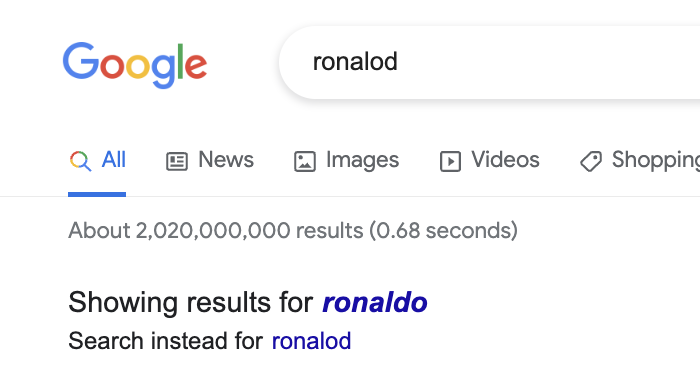 Google
ronalod
All News Images Videos Shopping
About 2,020,000,000 results (0.68 seconds)
Showing results for ronaldo
Search instead for ronalod